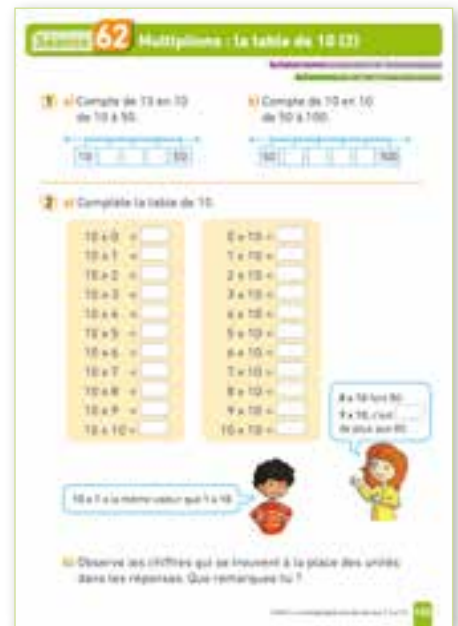 Séance 62 Multiplions : la table de 10 (2)
1 a) Compte de 10 en 10
de 10 à 50.
b) Compte de 10 en 10
de 50 à 100.
10 50
50 100
2 a) Complète la table de 10.
10 x 0 =
10 x 1 =
10 x 2 =
10 x 3 =
10 x 4 =
10 x 5 =
10 x 6 =
10 x 7 =
10 x 8 =
10 x 9 =
10 x 10 =
0 x 10 =
1 x 10 =
2 x 10 =
3 x 10 =
4 x 10 =
5 x 10 =
6 x 10 =
7 x 10 =
8 x 10 =
9 x 10 =
10 x 10 =
8 x 10 font 80.
9 x 10, c'est
de plus que 80.
10 x 1 a la même valeur que 1 x 10.
b) Observe les chiffres qui se trouvent à la place des unités
dans les réponses. Que remarques-tu ?